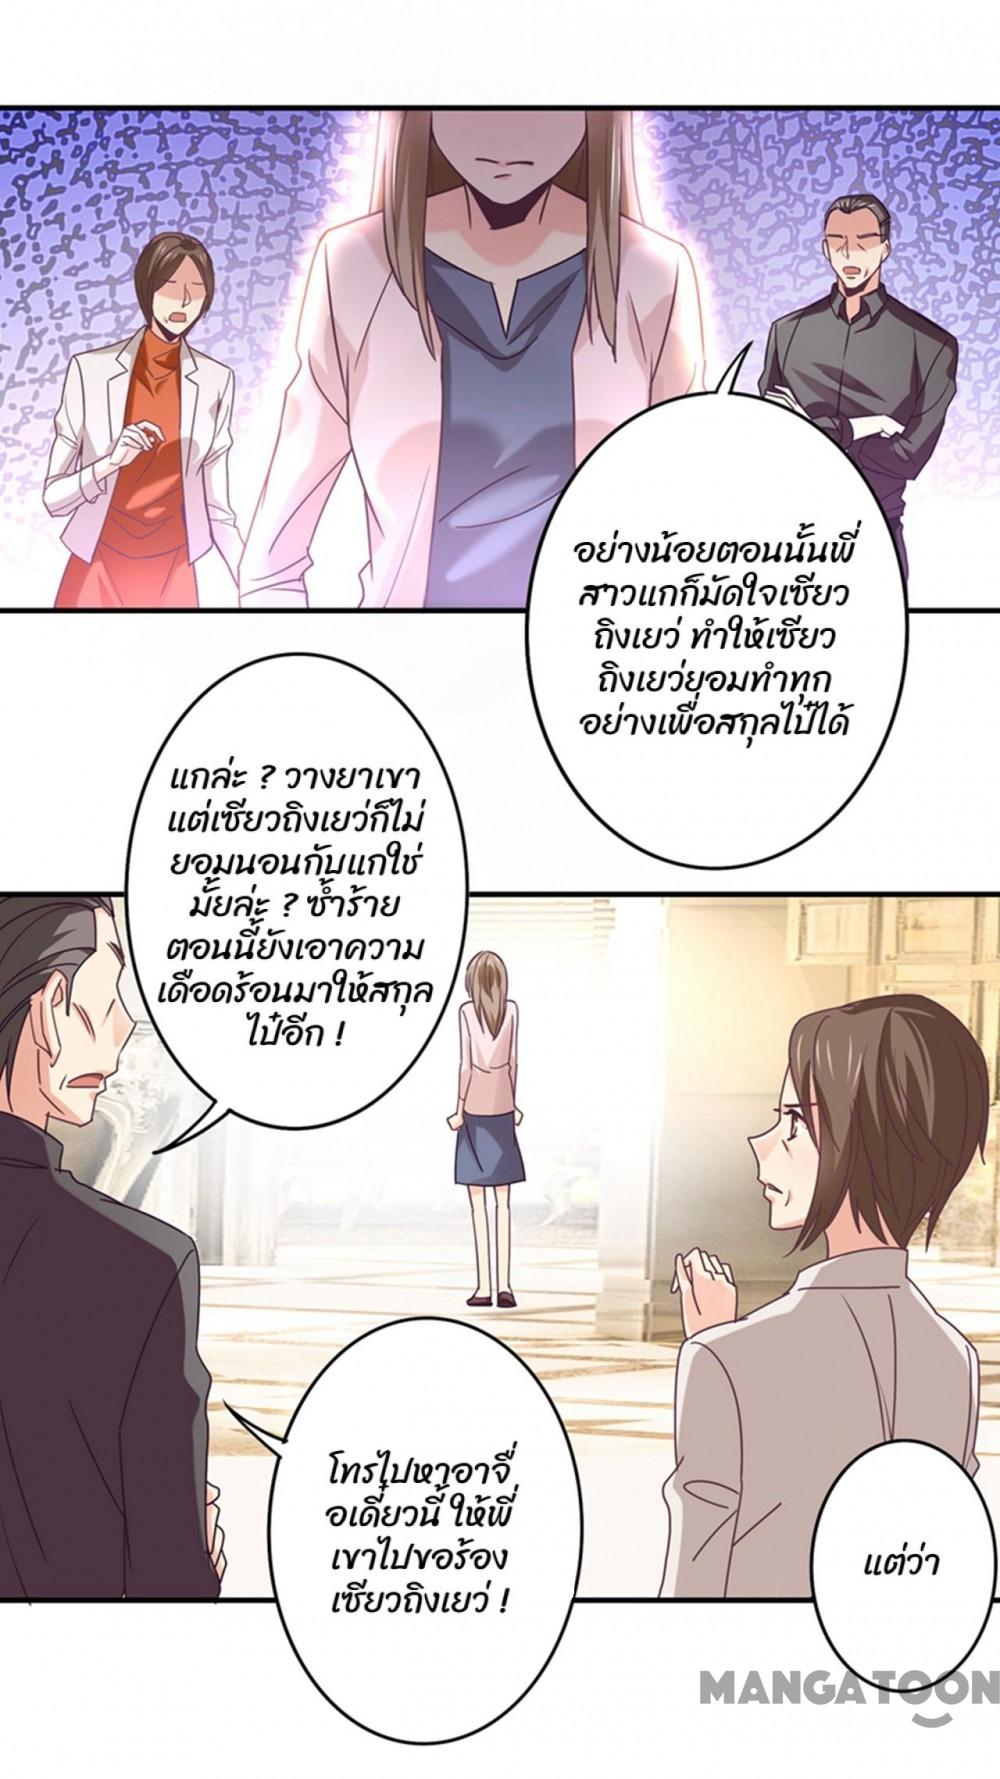 อย่างน้อยตอนนั้นพี่
สาวแกก็มัดใจเซียว
ถิงเยว่ ทำให้เซียว
ถิงเยว่ยอมทำทุก
อย่างเพื่อสกุลไป๋ได้
แกล่ะ ? วางยาเขา
แต่เซียวถิงเยว่ก็ไม่
ยอมนอนกับแกใช่
มั้ยล่ะ ? ซ้ำร้าย
ตอนนี้ยังเอาความ
เดือดร้อนมาให้สกุล
ไป๋อีก !
โทรไปหาอาจื่
อเดี๋ยวนี้ ให้พี่
เขาไปขอร้อง
เซียวถิงเยว่ !
แต่ว่า
MANGATOON